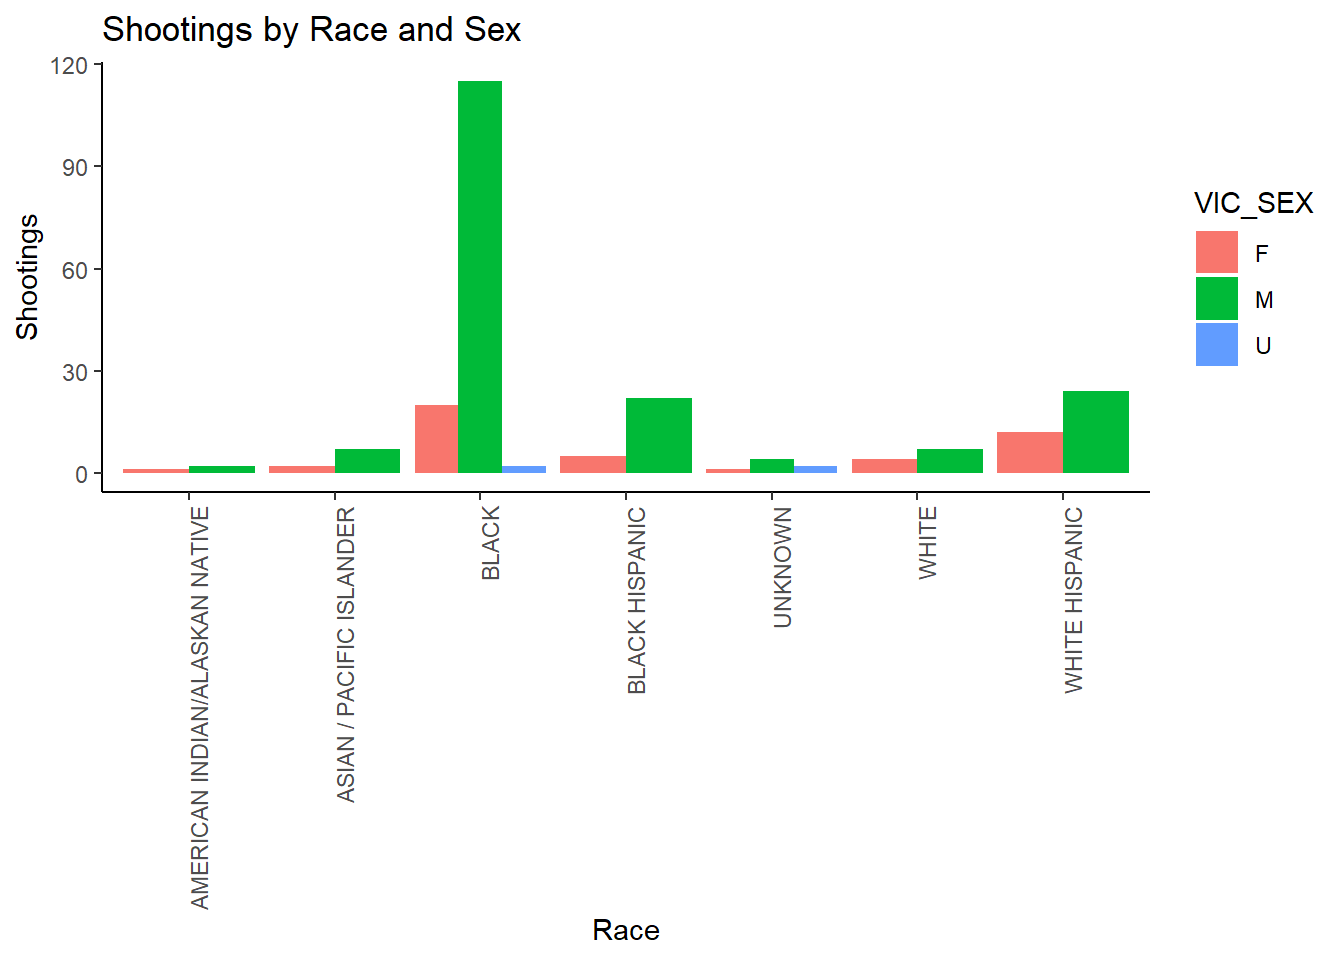 Shootings by Race and Sex
Shootings
120
90
60
30
0
AMERICAN INDIAN/ALASKAN NATIVE
ASIAN / PACIFIC ISLANDER
BLACK
BLACK HISPANIC
UNKNOWN
WHITE
WHITE HISPANIC
Race
VIC_SEX
F
M
U